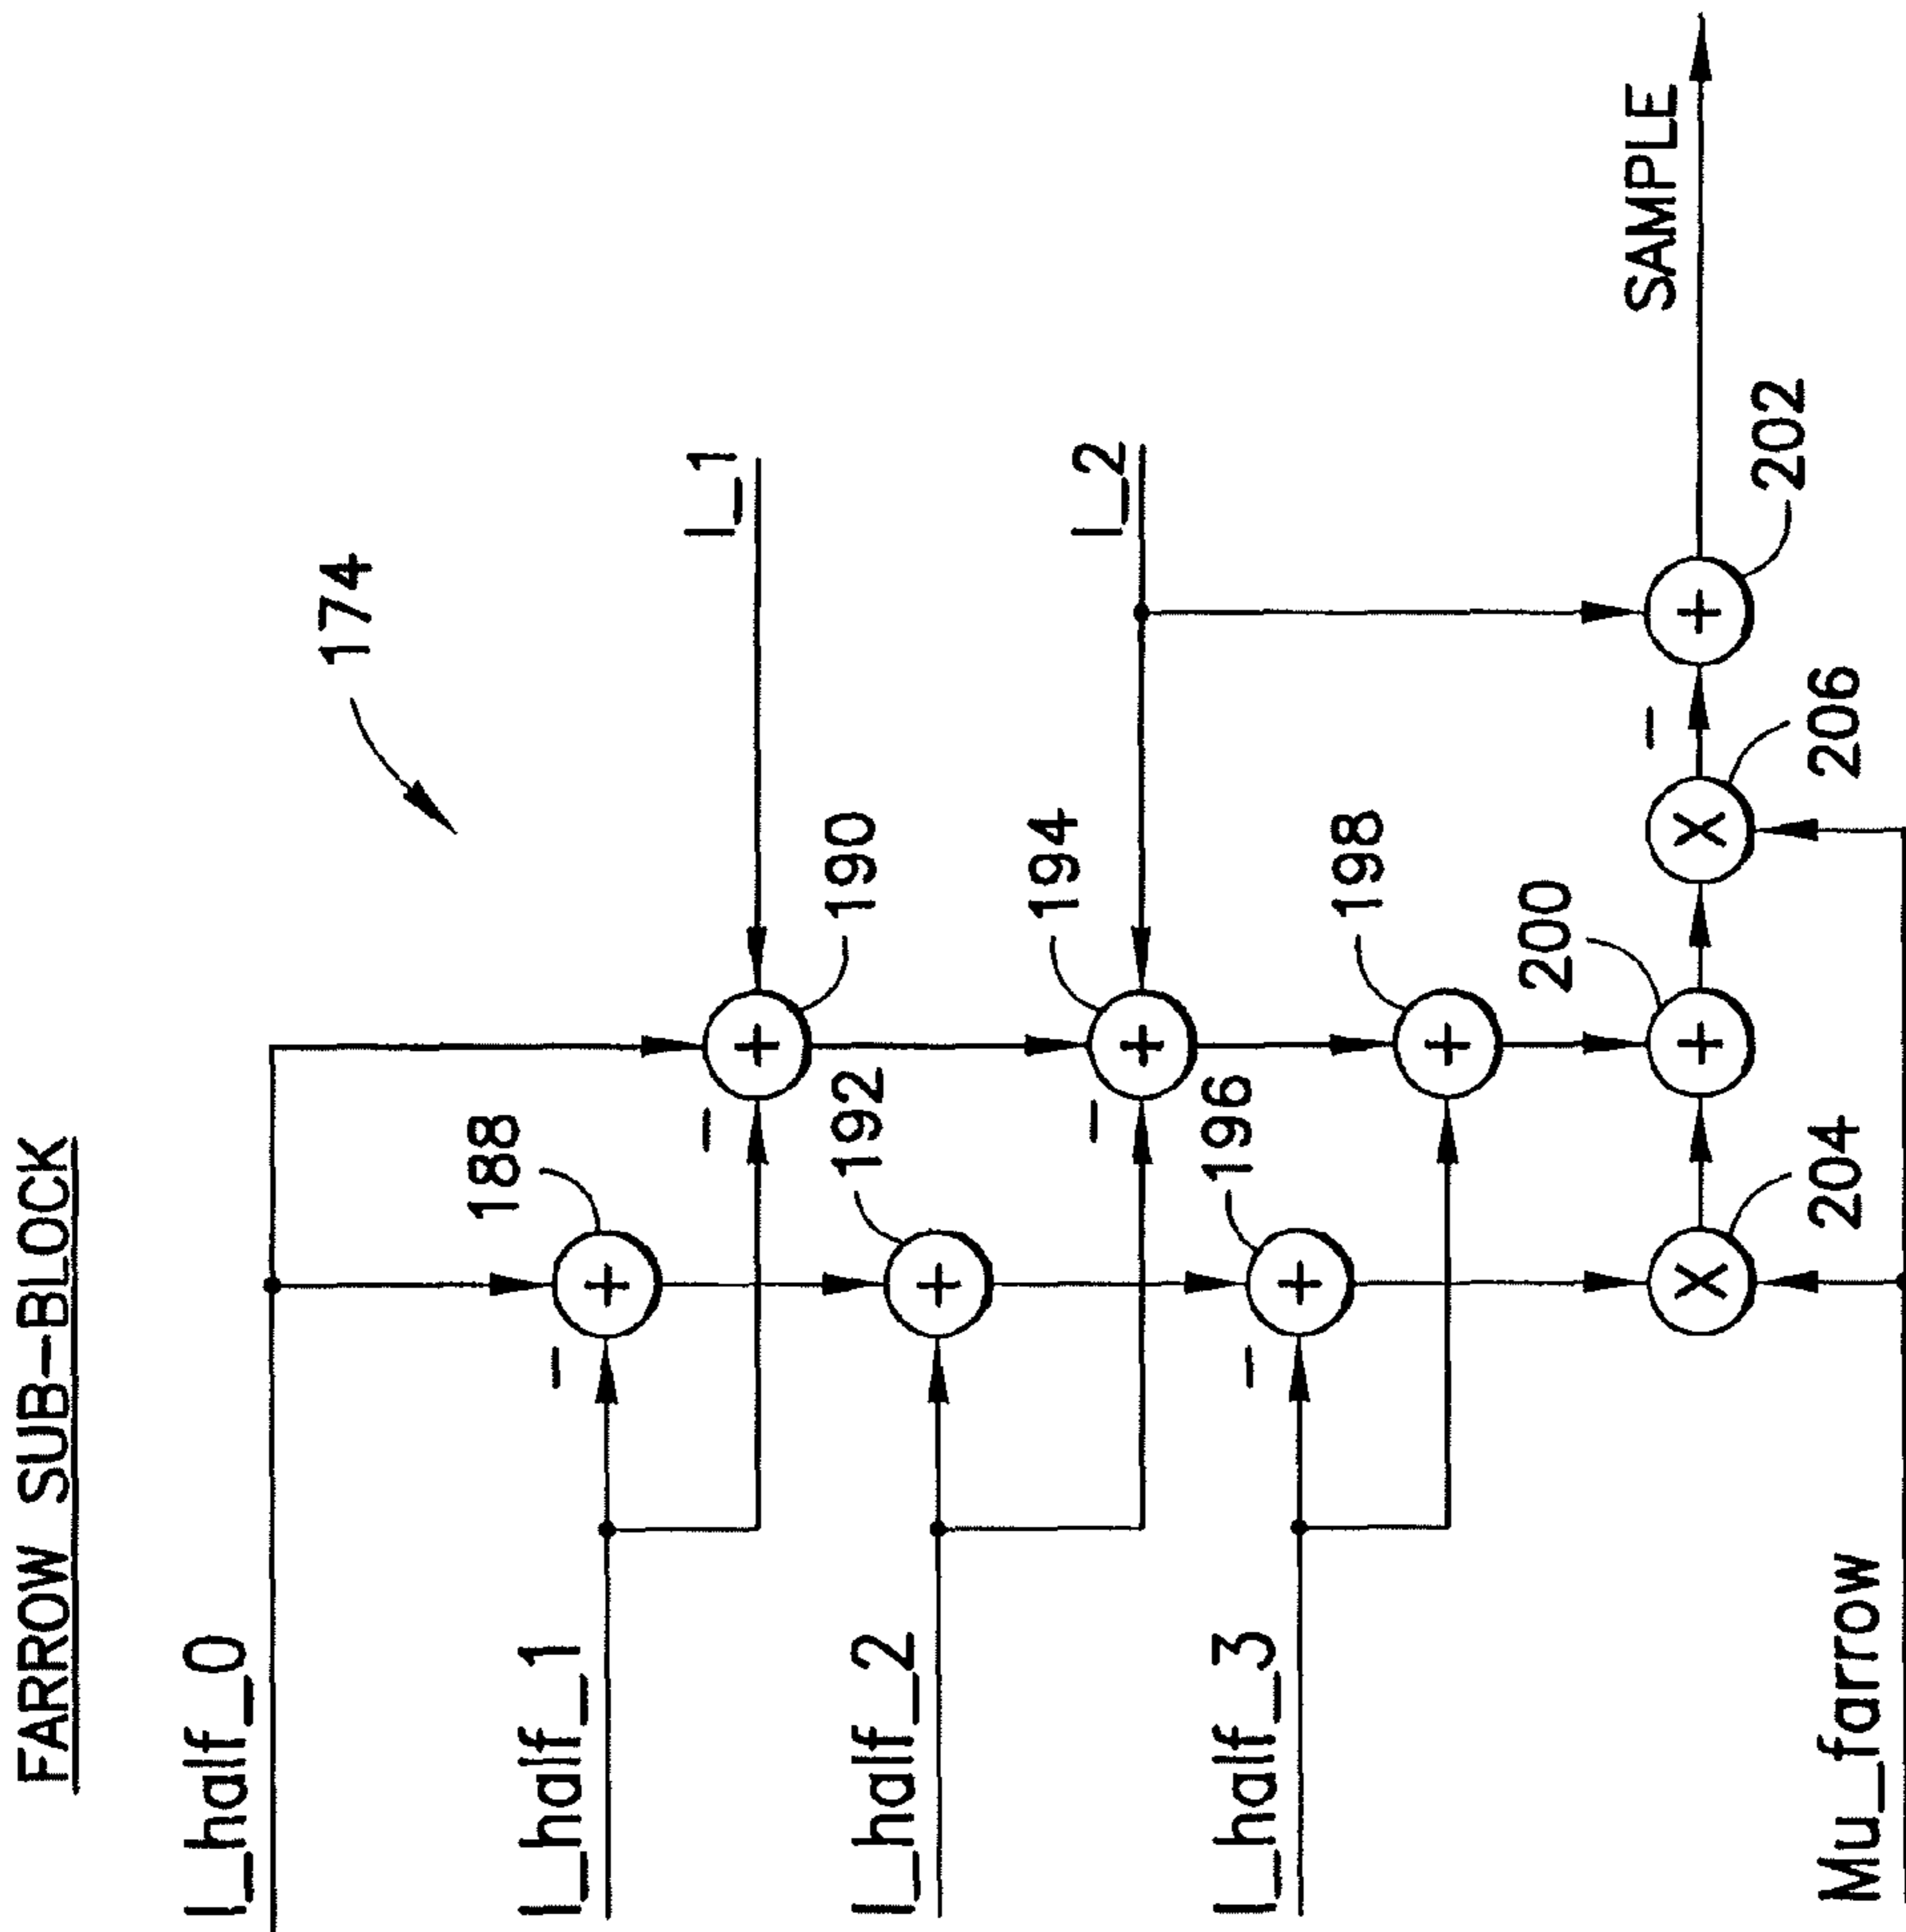 FARROW SUB-BLOCK
174
I_half_0
I_half_1
188
190
I_1
I_half_2
192
194
I_2
I_half_3
196
198
200
SAMPLE
204
206
202
Mu_farrow
+
+
+
+
+
+
+
+
X
X
-
-
-
-
-